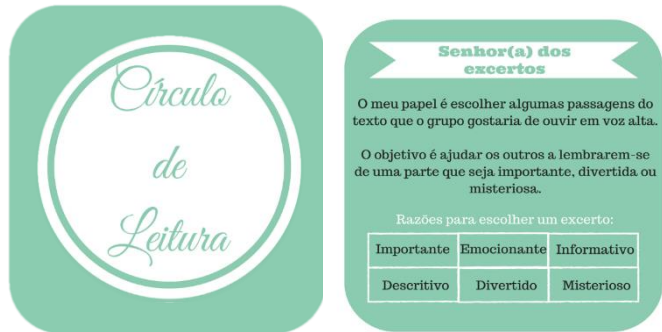 Círculo
de
Leitura
Senhor(a) dos
excertos
O meu papel é escolher algumas passagens do
texto que o grupo gostaria de ouvir em voz alta.
O objetivo é ajudar os outros a lembrarem-se
de uma parte que seja importante, divertida ou
misteriosa.
Razões para escolher um excerto:
Importante Emocionante Informativo
Descritivo Divertido Misterioso